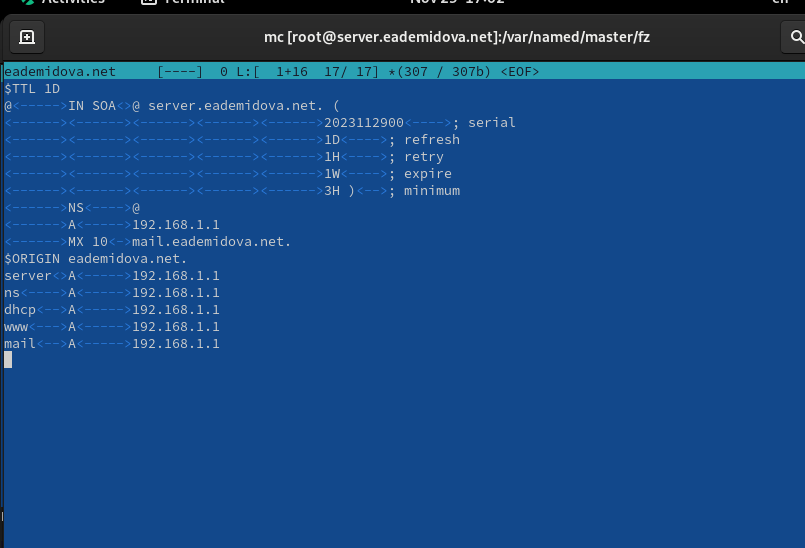 Activities Terminal Nov 29 17:02 en
mc [root@server.eademidova.net]:/var/named/master/fz
eademidova.net [----] 0 L:[ 1+16 17/ 17] *(307 / 307b) <EOF>
$TTL 1D
@<----->IN SOA<>@ server.eademidova.net. (
<------><------><------><------><------>2023112900<---->; serial
<------><------><------><------><------>1D<---->; refresh
<------><------><------><------><------>1H<---->; retry
<------><------><------><------><------>1W<---->; expire
<------><------><------><------><------>3H )<-->; minimum
<------>NS<---->@
<------>A<----->192.168.1.1
<------>MX 10<->mail.eademidova.net.
$ORIGIN eademidova.net.
server<>A<----->192.168.1.1
ns<---->A<----->192.168.1.1
dhcp<-->A<----->192.168.1.1
www<--->A<----->192.168.1.1
mail<-->A<----->192.168.1.1